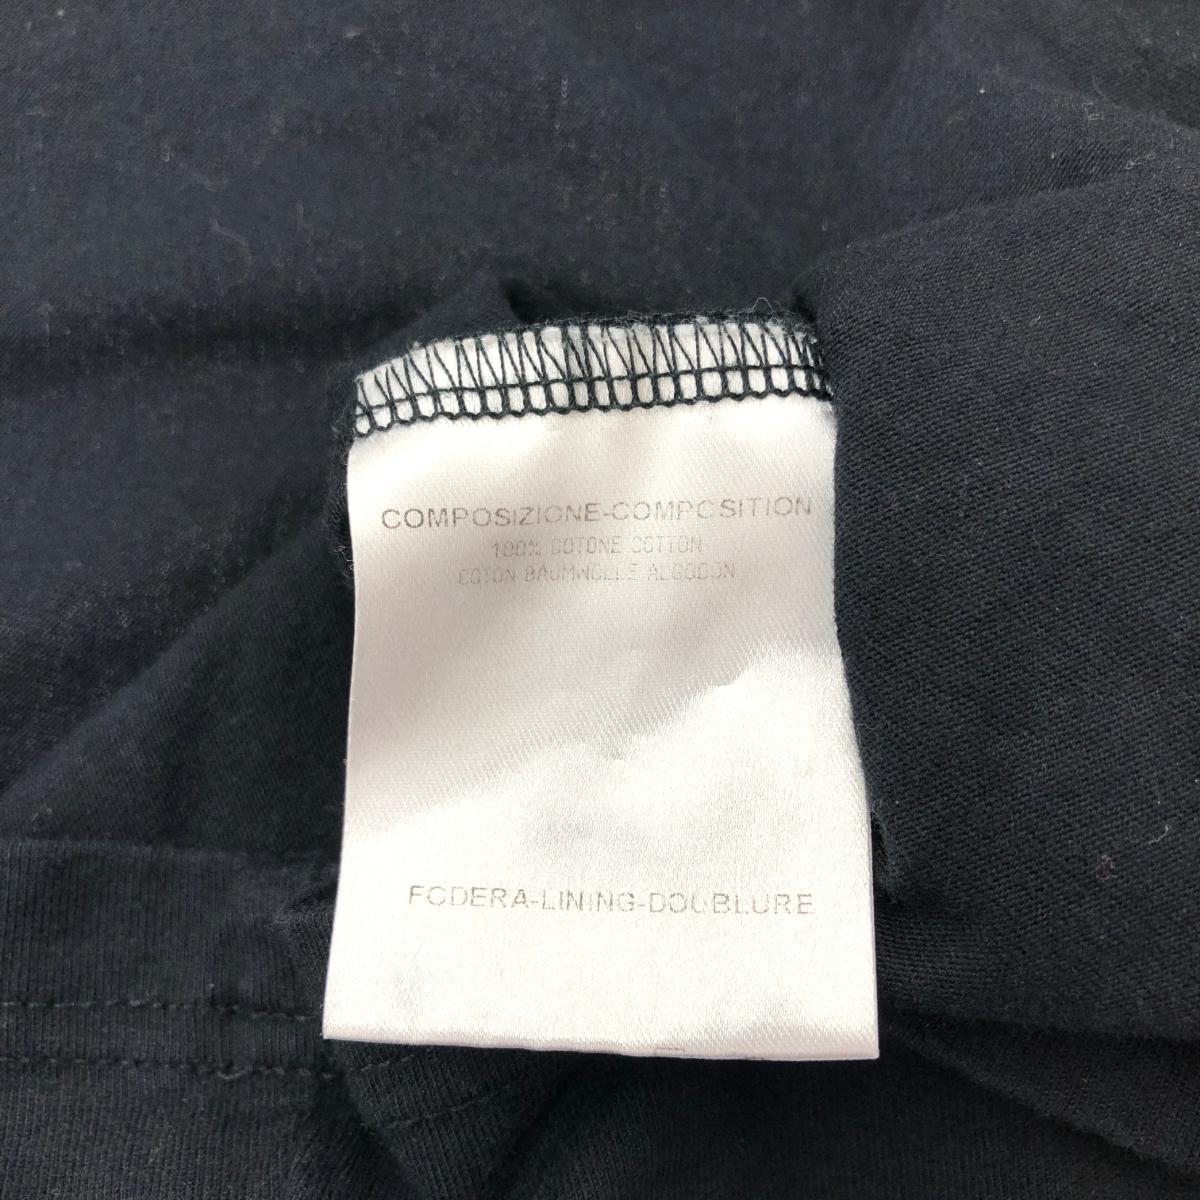 COMPOSIZIONE-COMPOSITION
100% COTONE COTTON
COTON BAUMWOLLE ALGODON
FODERA-LINING-DOUBLURE